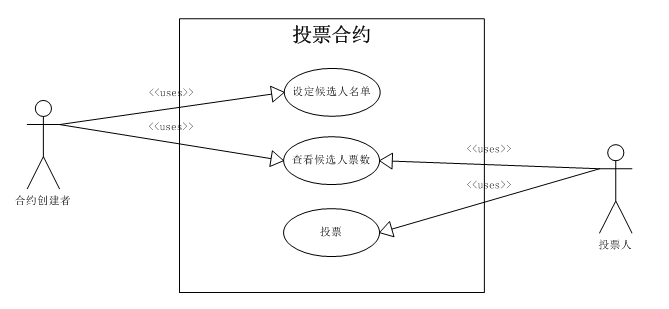 投票合约
<<uses>>
设定候选人名单
<<uses>>
查看候选人票数
<<uses>>
<<uses>>
合约创建者
投票
投票人